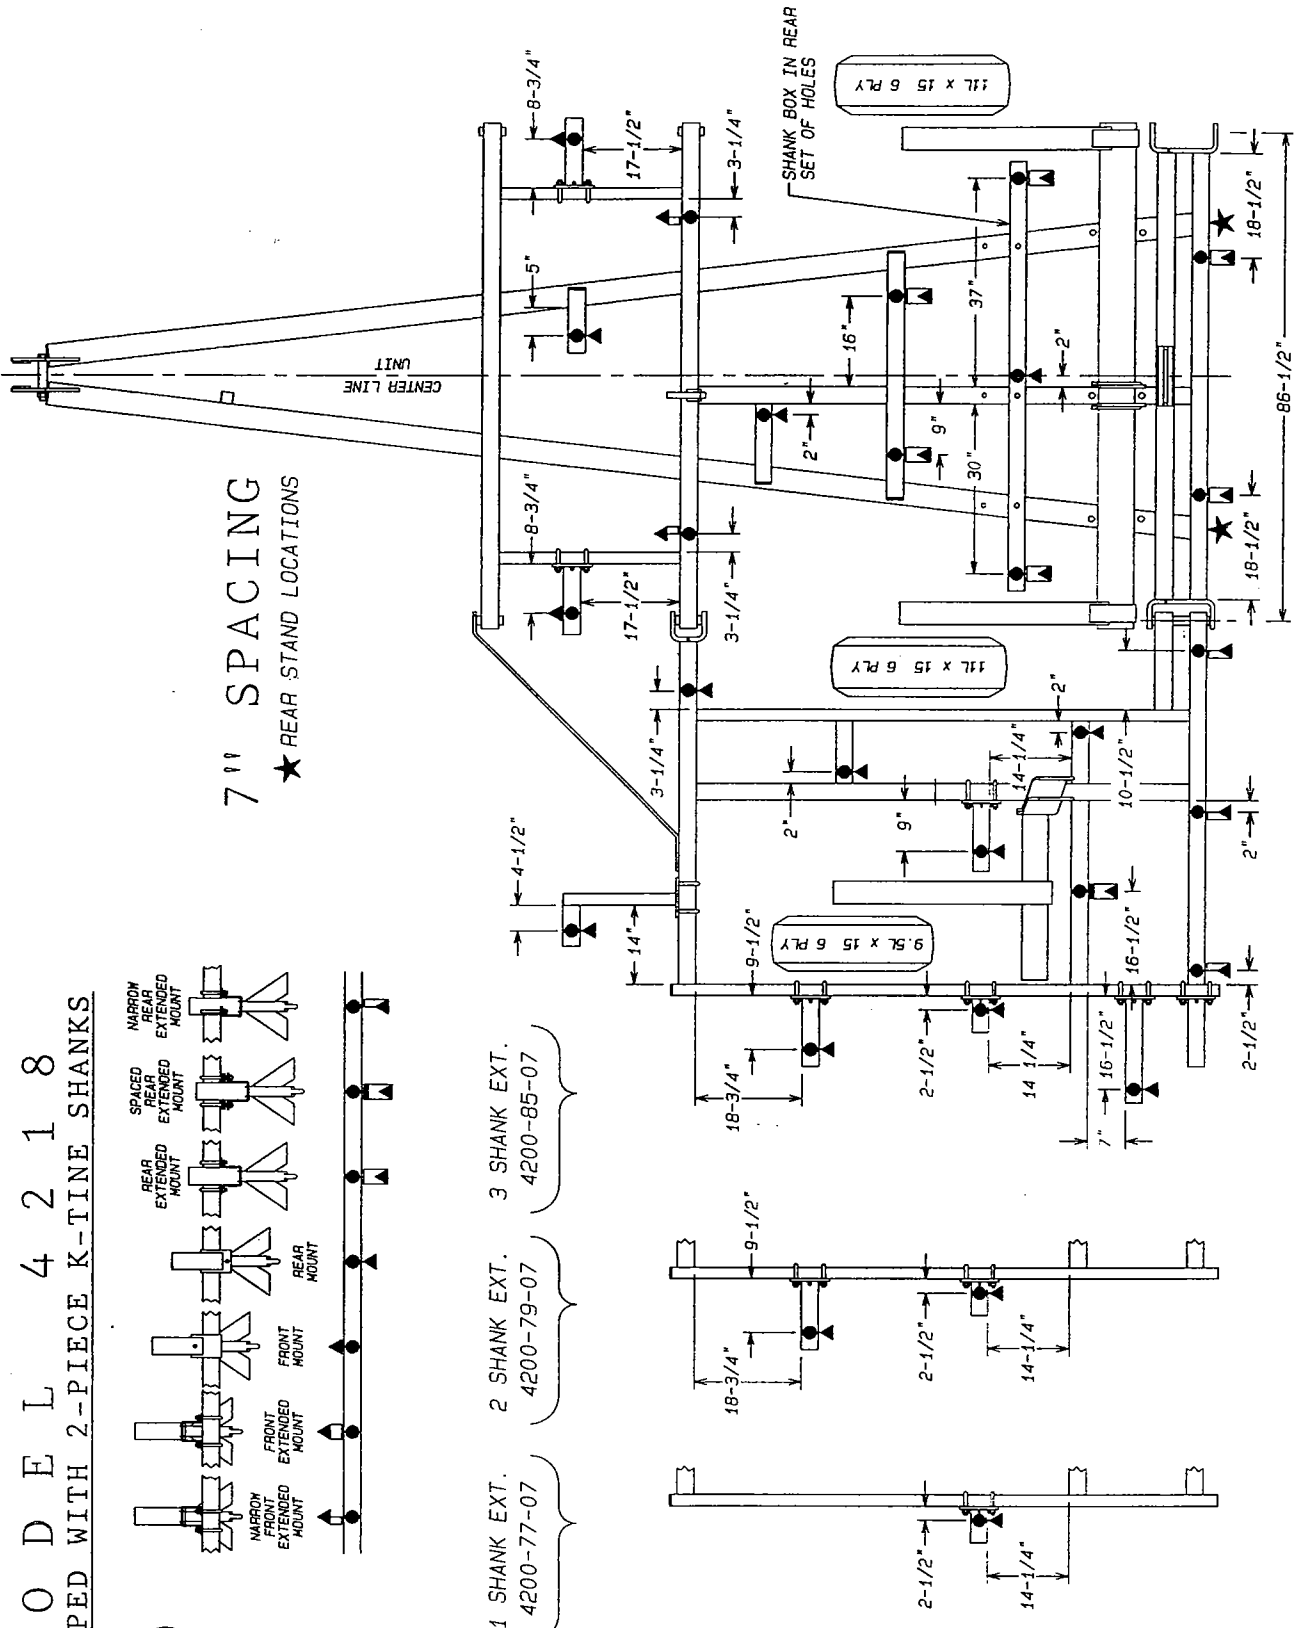 ODEL 4218
PED WITH 2-PIECE K-TINE SHANKS
7" SPACING
★ REAR STAND LOCATIONS
NARROW
FRONT
EXTENDED
MOUNT
FRONT
EXTENDED
MOUNT
FRONT
MOUNT
REAR
MOUNT
REAR
EXTENDED
MOUNT
SPACED
REAR
EXTENDED
MOUNT
NARROW
REAR
EXTENDED
MOUNT
1 SHANK EXT.
4200-77-07
2 SHANK EXT.
4200-79-07
3 SHANK EXT.
4200-85-07
2-1/2"
14-1/4"
18-3/4"
9-1/2"
2-1/2"
14-1/4"
18-3/4"
9-1/2"
2-1/2"
14 1/4"
7"
16-1/2"
16-1/2"
2-1/2"
4-1/2"
14"
9.5L x 15 6 PLY
3-1/4"
2"
9"
14-1/4"
2"
10-1/2"
2"
11L x 15 6 PLY
8-3/4"
17-1/2"
3-1/4"
CENTER LINE
UNIT
5"
8-3/4"
17-1/2"
3-1/4"
2"
16"
9"
30"
37"
2"
SHANK BOX IN REAR
SET OF HOLES
11L x 15 6 PLY
18-1/2"
18-1/2"
86-1/2"